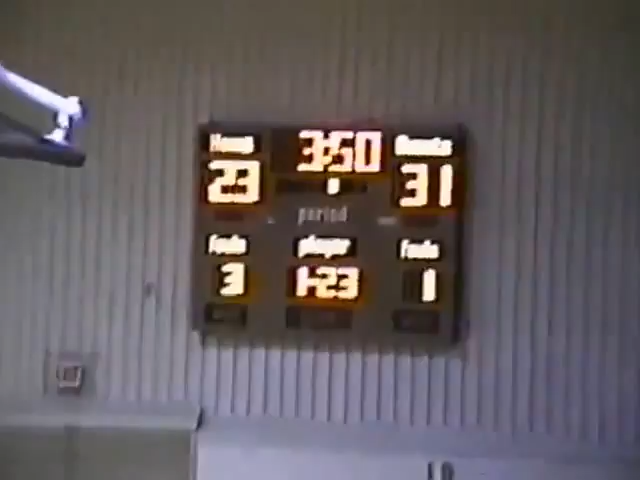 Home 3:50 Guests
23 31
period
fouls player fouls
3 1-23 1